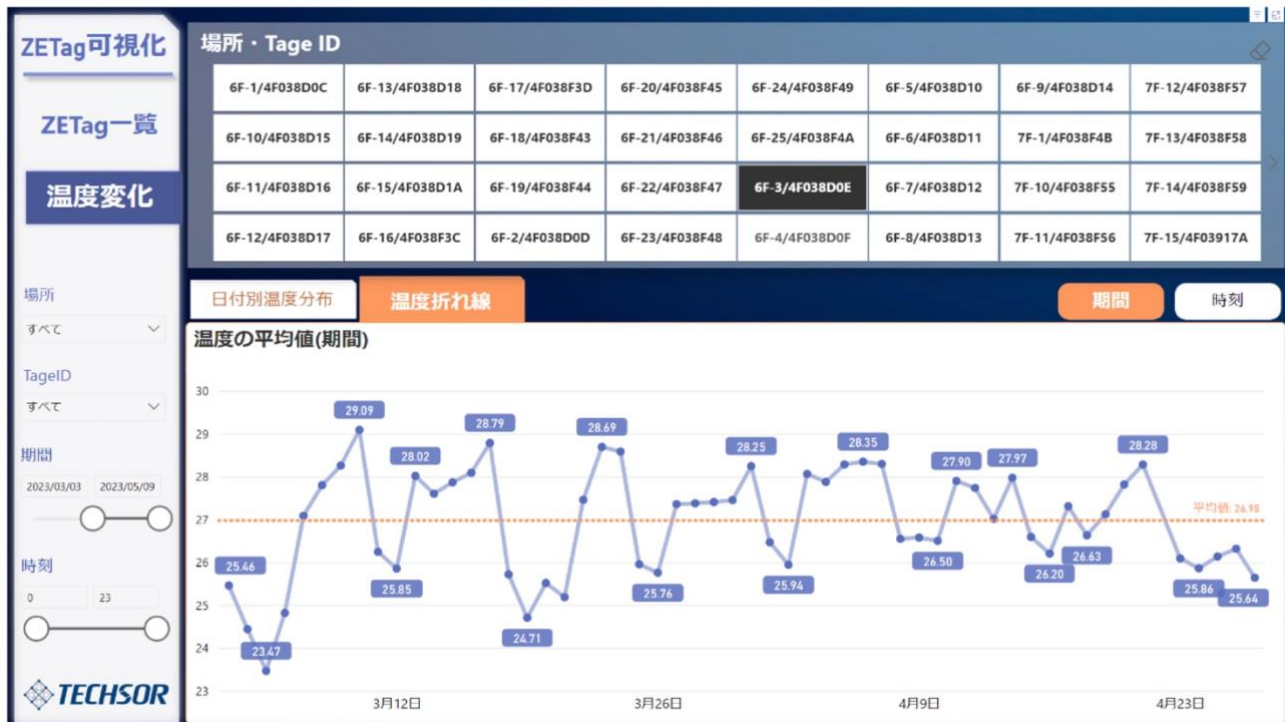 ZETag可視化
ZETag一覧
温度変化
場所
すべて
TageID
すべて
期間
2023/03/03 2023/05/09
時刻
0 23
TECHSOR
場所・Tage ID
6F-1/4F038D0C 6F-13/4F038D18 6F-17/4F038F3D 6F-20/4F038F45 6F-24/4F038F49 6F-5/4F038D10 6F-9/4F038D14 7F-12/4F038F57
6F-10/4F038D15 6F-14/4F038D19 6F-18/4F038F43 6F-21/4F038F46 6F-25/4F038F4A 6F-6/4F038D11 7F-1/4F038F4B 7F-13/4F038F58
6F-11/4F038D16 6F-15/4F038D1A 6F-19/4F038F44 6F-22/4F038F47 6F-3/4F038D0E 6F-7/4F038D12 7F-10/4F038F55 7F-14/4F038F59
6F-12/4F038D17 6F-16/4F038F3C 6F-2/4F038D0D 6F-23/4F038F48 6F-4/4F038D0F 6F-8/4F038D13 7F-11/4F038F56 7F-15/4F03917A
日付別温度分布 温度折れ線 期間 時刻
温度の平均値(期間)
30
29
28
27
26
25
24
23
25.46
23.47
29.09
25.85
28.02
28.79
24.71
28.69
25.76
28.25
25.94
28.35
26.50
27.90
27.97
26.20
26.63
28.28
25.86
25.64
平均値: 26.98
3月12日 3月26日 4月9日 4月23日